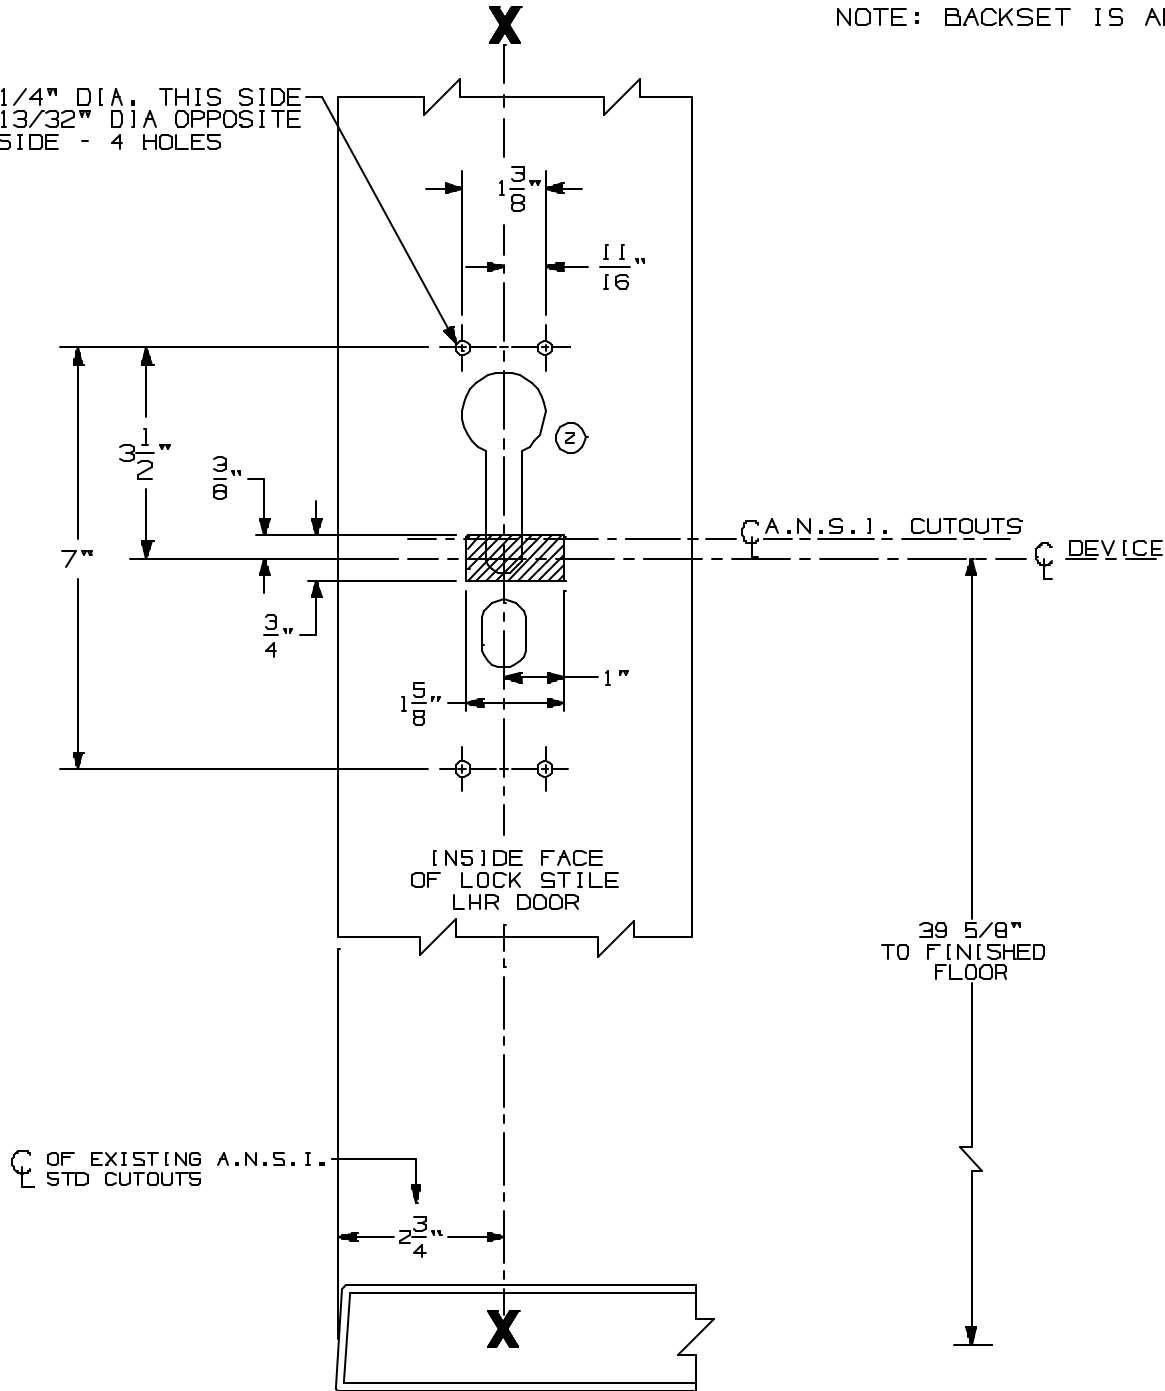 X
NOTE: BACKSET IS
1/4" DIA. THIS SIDE
13/32" DIA OPPOSITE
SIDE - 4 HOLES
1 3/8"
11/16"
3 1/2"
2
3/8"
℄ A.N.S.I. CUTOUTS
℄ DEVICE
7"
3/4"
1"
1 5/8"
INSIDE FACE
OF LOCK STILE
LHR DOOR
39 5/8"
TO FINISHED
FLOOR
℄ OF EXISTING A.N.S.I.
STD CUTOUTS
2 3/4"
X